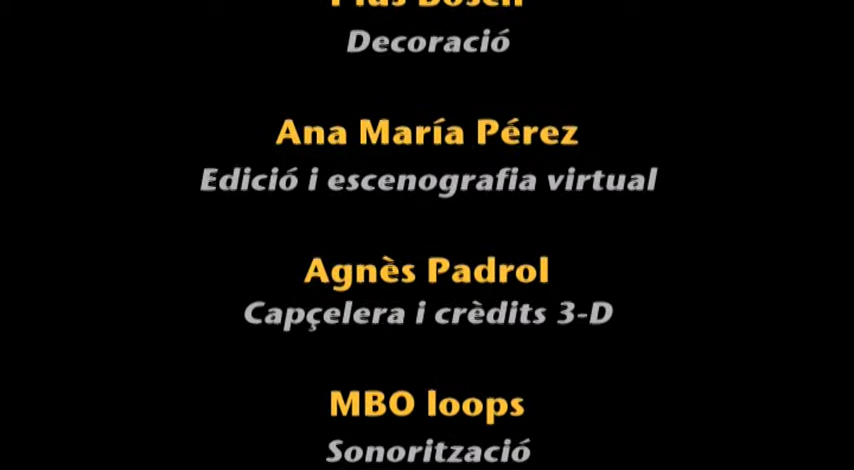 Decoració
Ana María Pérez
Edició i escenografia virtual
Agnès Padrol
Capçelera i crèdits 3-D
MBO loops
Sonorització